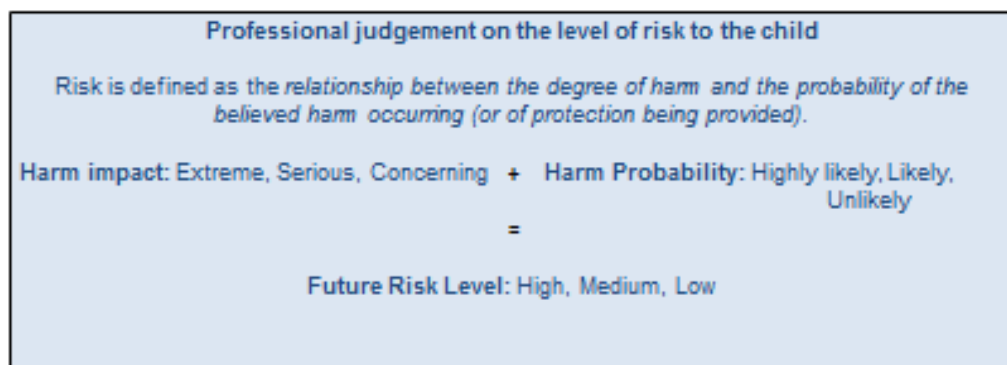 Professional judgement on the level of risk to the child
Risk is defined as the relationship between the degree of harm and the probability of the
believed harm occurring (or of protection being provided).
Harm impact: Extreme, Serious, Concerning + Harm Probability: Highly likely, Likely,
Unlikely
=
Future Risk Level: High, Medium, Low